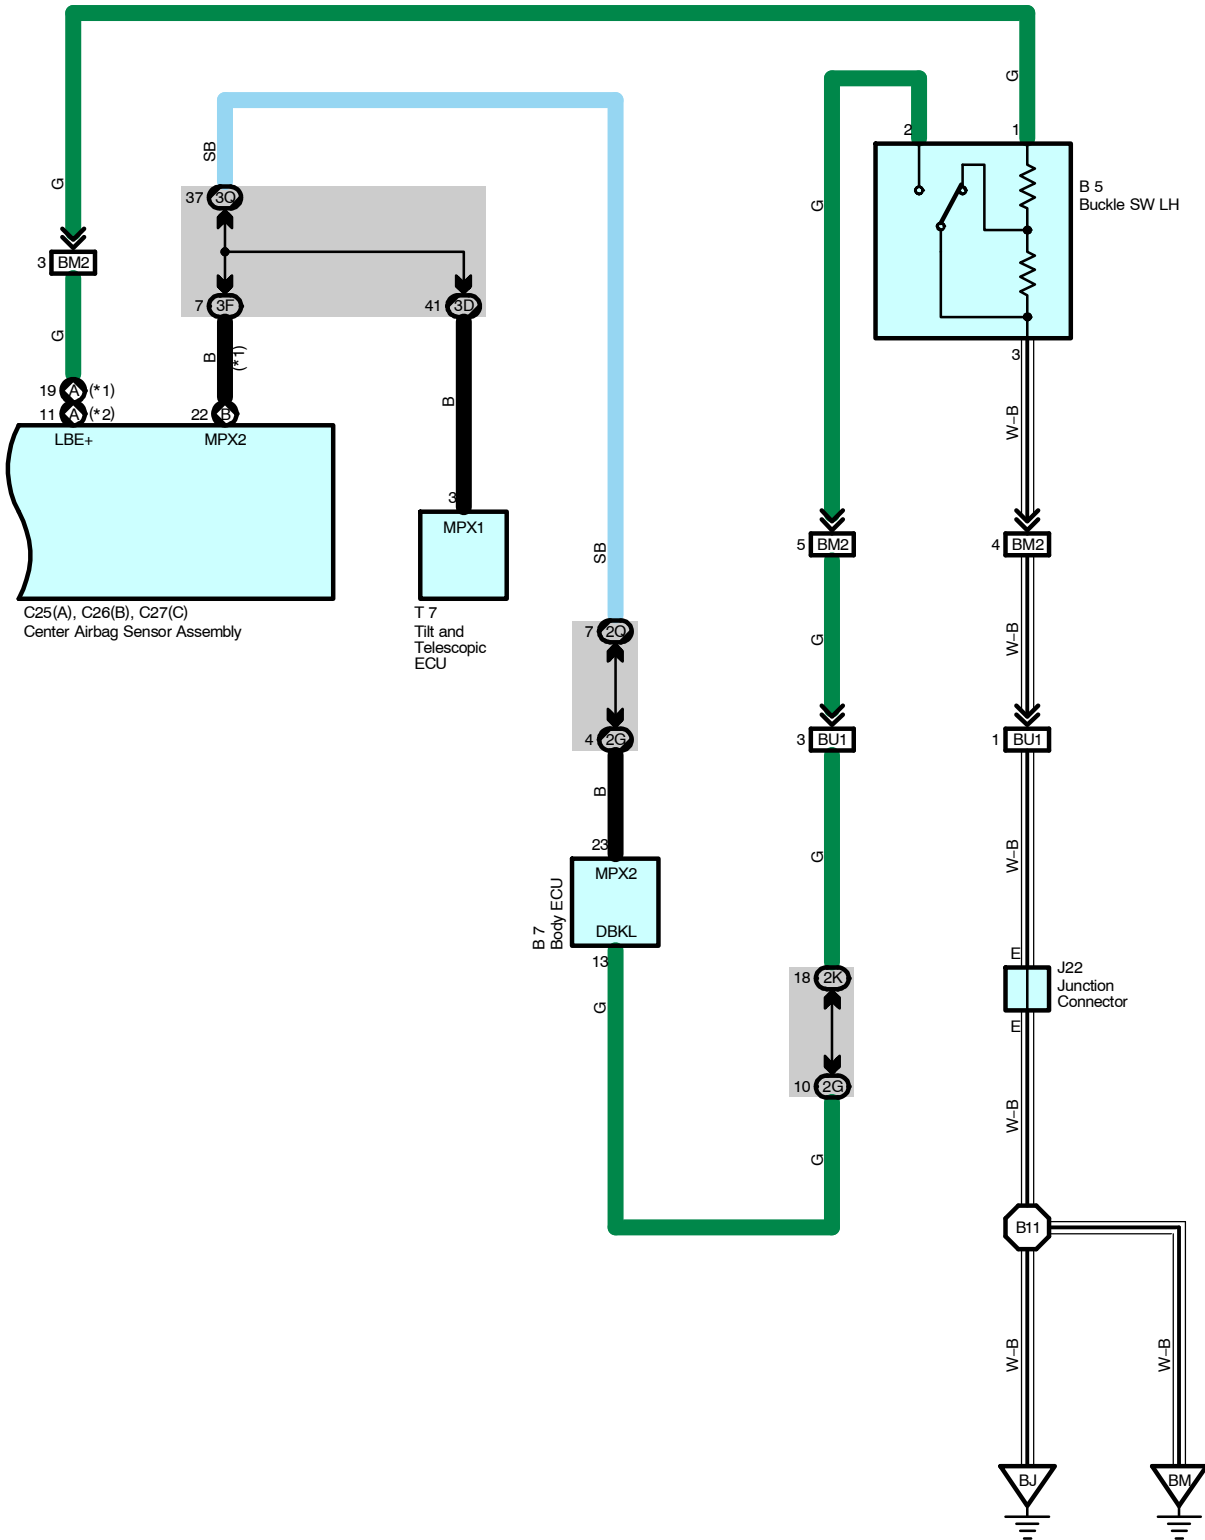 G
G
SB
2
1
B 5
Buckle SW LH
G
G
37 3Q
3 BM2
7 3F
41 3D
3
G
B
(*1)
19 A (*1)
11 A (*2)
22 B
B
W-B
LBE+
MPX2
3
MPX1
C25(A), C26(B), C27(C)
Center Airbag Sensor Assembly
T 7
Tilt and
Telescopic
ECU
SB
5 BM2
4 BM2
7 2Q
G
W-B
4 2G
3 BU1
1 BU1
B
23
MPX2
DBKL
B 7
Body ECU
13
G
G
W-B
E
J22
Junction
Connector
E
18 2K
10 2G
G
W-B
B11
W-B
W-B
BJ
BM